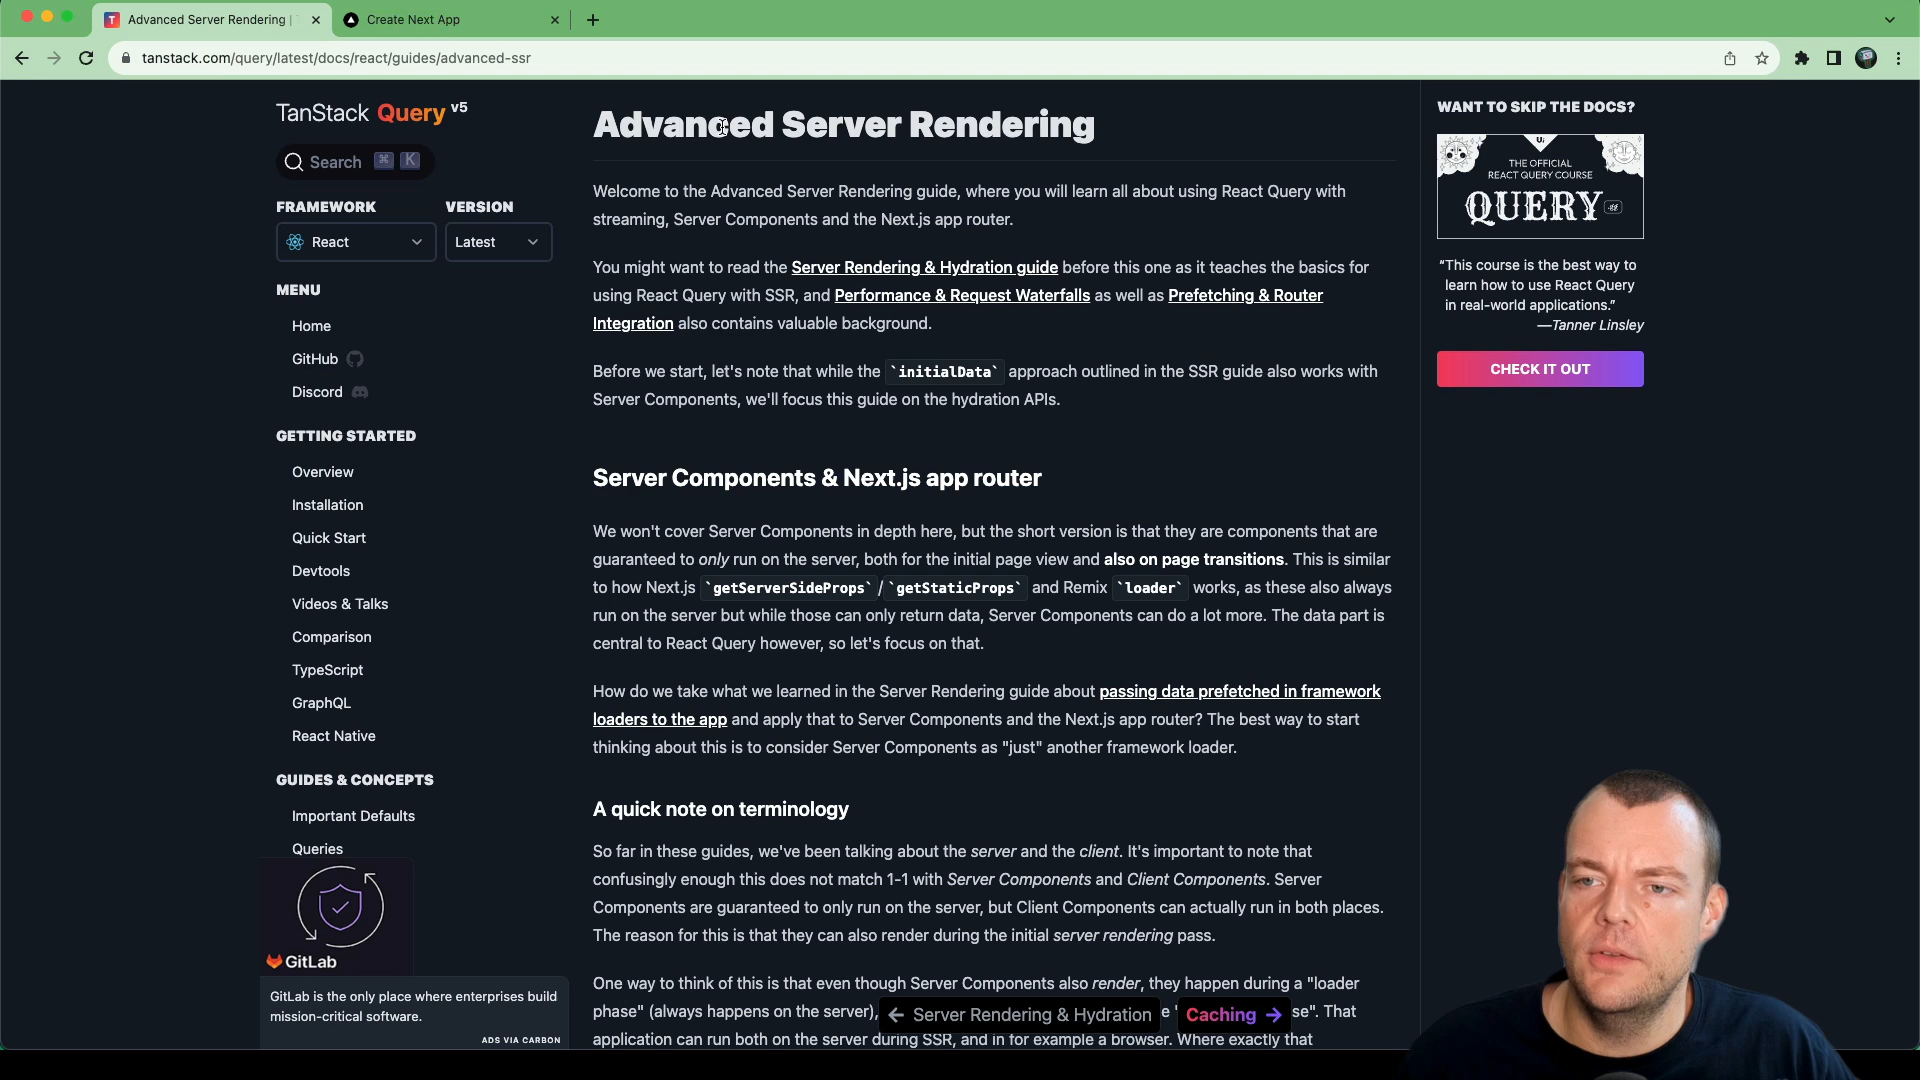 Advanced Server Rendering |
Create Next App
tanstack.com/query/latest/docs/react/guides/advanced-ssr
TanStack Query v5
Search ⌘ K
FRAMEWORK
VERSION
React
Latest
MENU
Home
GitHub
Discord
GETTING STARTED
Overview
Installation
Quick Start
Devtools
Videos & Talks
Comparison
TypeScript
GraphQL
React Native
GUIDES & CONCEPTS
Important Defaults
Queries
GitLab
GitLab is the only place where enterprises build
mission-critical software.
ADS VIA CARBON
Advanced Server Rendering
Welcome to the Advanced Server Rendering guide, where you will learn all about using React Query with
streaming, Server Components and the Next.js app router.
You might want to read the Server Rendering & Hydration guide before this one as it teaches the basics for
using React Query with SSR, and Performance & Request Waterfalls as well as Prefetching & Router
Integration also contains valuable background.
Before we start, let's note that while the `initialData` approach outlined in the SSR guide also works with
Server Components, we'll focus this guide on the hydration APIs.
Server Components & Next.js app router
We won't cover Server Components in depth here, but the short version is that they are components that are
guaranteed to only run on the server, both for the initial page view and also on page transitions. This is similar
to how Next.js `getServerSideProps`/`getStaticProps` and Remix `loader` works, as these also always
run on the server but while those can only return data, Server Components can do a lot more. The data part is
central to React Query however, so let's focus on that.
How do we take what we learned in the Server Rendering guide about passing data prefetched in framework
loaders to the app and apply that to Server Components and the Next.js app router? The best way to start
thinking about this is to consider Server Components as "just" another framework loader.
A quick note on terminology
So far in these guides, we've been talking about the server and the client. It's important to note that
confusingly enough this does not match 1-1 with Server Components and Client Components. Server
Components are guaranteed to only run on the server, but Client Components can actually run in both places.
The reason for this is that they can also render during the initial server rendering pass.
One way to think of this is that even though Server Components also render, they happen during a "loader
phase" (always happens on the server), se". That
← Server Rendering & Hydration
Caching →
application can run both on the server during SSR, and in for example a browser. Where exactly that
WANT TO SKIP THE DOCS?
ui
THE OFFICIAL
REACT QUERY COURSE
QUERY
“This course is the best way to
learn how to use React Query
in real-world applications.”
—Tanner Linsley
CHECK IT OUT